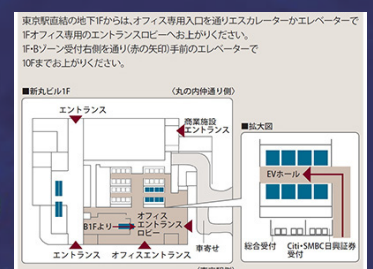 東京駅直結の地下1Fからは、オフィス専用入口を通りエスカレーターかエレベーターで
1Fオフィス専用のエントランスロビーへお上がりください。
1F・Bゾーン受付右側を通り(赤の矢印)手前のエレベーターで
10Fまでお上がりください。
■新丸ビル1F
〈丸の内仲通り側〉
エントランス
商業施設
エントランス
■拡大図
EVホール
B1Fより
オフィス
エントランス
ロビー
車寄せ
総合受付
Citi・SMBC日興証券
受付
エントランス
オフィスエントランス